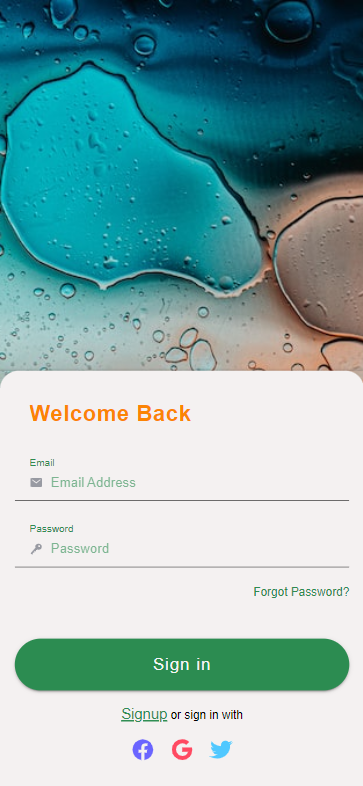 Welcome Back
Email
Email Address
Password
Password
Forgot Password?
Sign in
Signup or sign in with